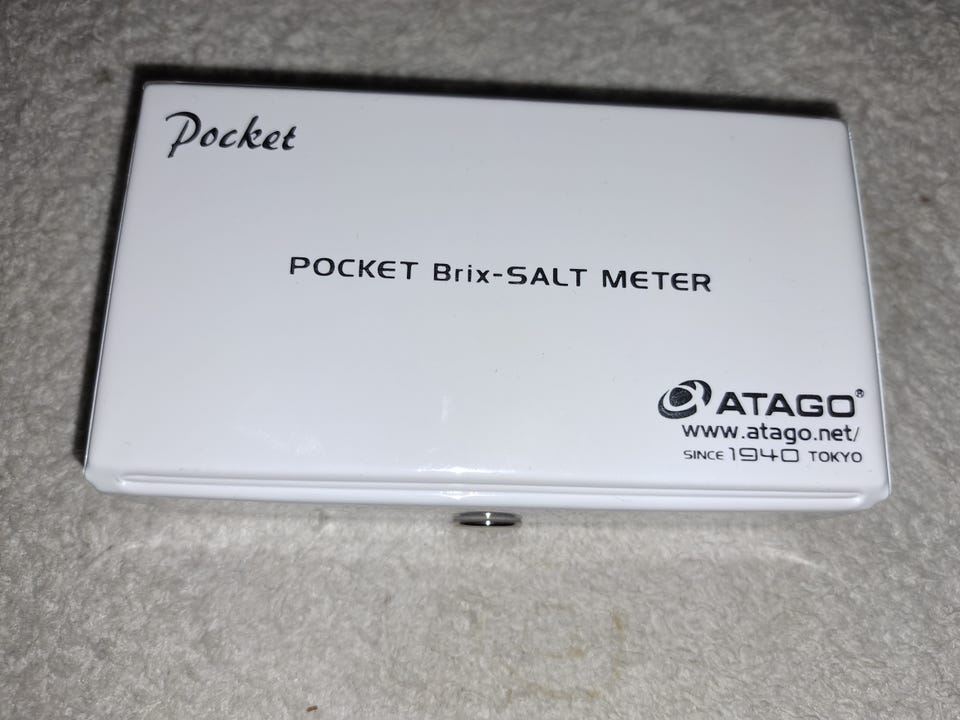 Pocket
POCKET Brix-SALT METER
ATAGO®
www.atago.net/
SINCE 1940 TOKYO